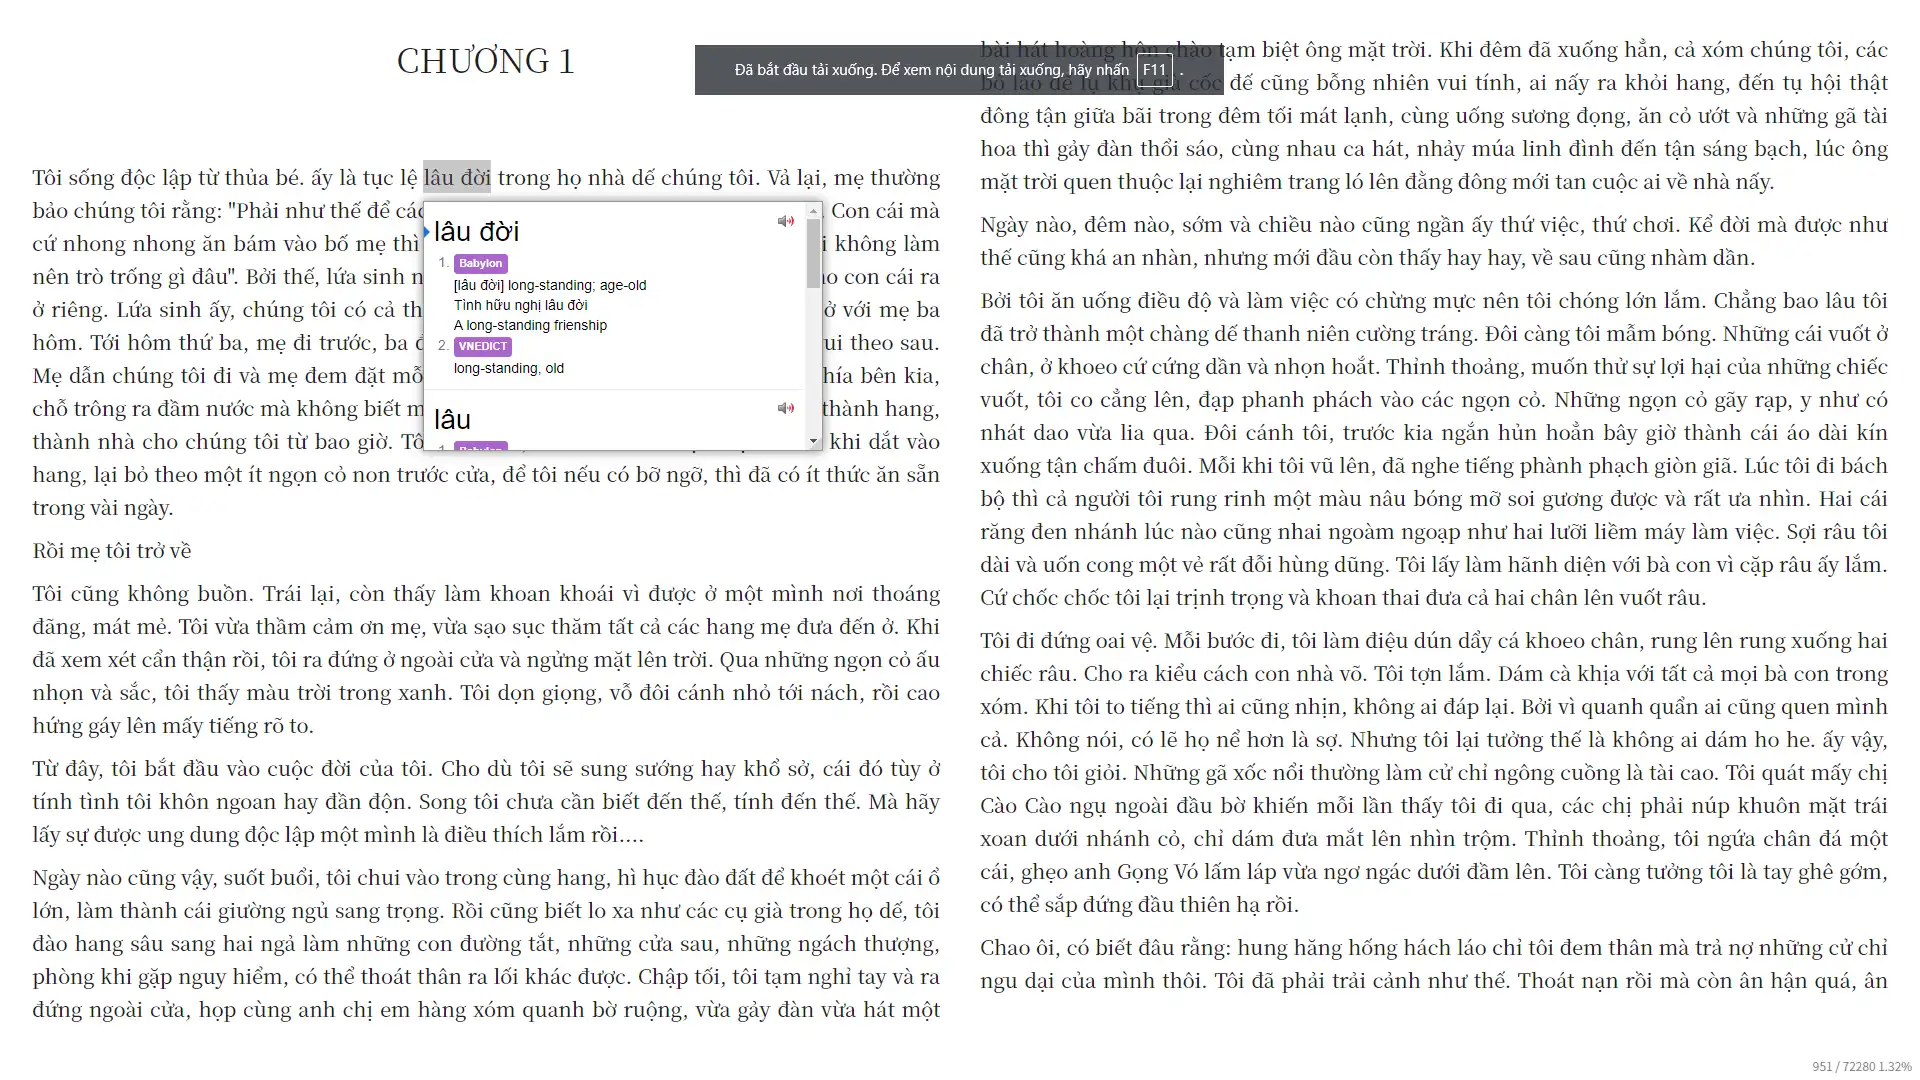 CHƯƠNG 1
Tôi sống độc lập từ thủa bé. ấy là tục lệ lâu đời trong họ nhà dế chúng tôi. Vả lại, mẹ thường
bảo chúng tôi rằng: "Phải như thế để các
. Con cái mà
cứ nhong nhong ăn bám vào bố mẹ thì
i không làm
nên trò trống gì đâu". Bởi thế, lứa sinh n
o con cái ra
ở riêng. Lứa sinh ấy, chúng tôi có cả th
ở với mẹ ba
hôm. Tới hôm thứ ba, mẹ đi trước, ba đ
ui theo sau.
Mẹ dẫn chúng tôi đi và mẹ đem đặt mỗ
hía bên kia,
chỗ trông ra đầm nước mà không biết m
thành hang,
thành nhà cho chúng tôi từ bao giờ. Tô
khi dắt vào
hang, lại bỏ theo một ít ngọn cỏ non trước cửa, để tôi nếu có bỡ ngỡ, thì đã có ít thức ăn sẵn
trong vài ngày.
lâu đời
1. Babylon
[lâu đời] long-standing; age-old
Tình hữu nghị lâu đời
A long-standing frienship
2. VNEDICT
long-standing, old
lâu
1. Babylon
Rồi mẹ tôi trở về
Tôi cũng không buồn. Trái lại, còn thấy làm khoan khoái vì được ở một mình nơi thoáng
đãng, mát mẻ. Tôi vừa thầm cảm ơn mẹ, vừa sạo sục thăm tất cả các hang mẹ đưa đến ở. Khi
đã xem xét cẩn thận rồi, tôi ra đứng ở ngoài cửa và ngửng mặt lên trời. Qua những ngọn cỏ ấu
nhọn và sắc, tôi thấy màu trời trong xanh. Tôi dọn giọng, vỗ đôi cánh nhỏ tới nách, rồi cao
hứng gáy lên mấy tiếng rõ to.
Từ đây, tôi bắt đầu vào cuộc đời của tôi. Cho dù tôi sẽ sung sướng hay khổ sở, cái đó tùy ở
tính tình tôi khôn ngoan hay đần độn. Song tôi chưa cần biết đến thế, tính đến thế. Mà hãy
lấy sự được ung dung độc lập một mình là điều thích lắm rồi....
Ngày nào cũng vậy, suốt buổi, tôi chui vào trong cùng hang, hì hục đào đất để khoét một cái ổ
lớn, làm thành cái giường ngủ sang trọng. Rồi cũng biết lo xa như các cụ già trong họ dế, tôi
đào hang sâu sang hai ngả làm những con đường tắt, những cửa sau, những ngách thượng,
phòng khi gặp nguy hiểm, có thể thoát thân ra lối khác được. Chập tối, tôi tạm nghỉ tay và ra
đứng ngoài cửa, họp cùng anh chị em hàng xóm quanh bờ ruộng, vừa gảy đàn vừa hát một
Đã bắt đầu tải xuống. Để xem nội dung tải xuống, hãy nhấn F11 .
bài hát hoàng hôn chào tạm biệt ông mặt trời. Khi đêm đã xuống hẳn, cả xóm chúng tôi, các
bô lão dế lụ khụ già cốc đế cũng bỗng nhiên vui tính, ai nấy ra khỏi hang, đến tụ hội thật
đông tận giữa bãi trong đêm tối mát lạnh, cùng uống sương đọng, ăn cỏ ướt và những gã tài
hoa thì gảy đàn thổi sáo, cùng nhau ca hát, nhảy múa linh đình đến tận sáng bạch, lúc ông
mặt trời quen thuộc lại nghiêm trang ló lên đằng đông mới tan cuộc ai về nhà nấy.
Ngày nào, đêm nào, sớm và chiều nào cũng ngần ấy thứ việc, thứ chơi. Kể đời mà được như
thế cũng khá an nhàn, nhưng mới đầu còn thấy hay hay, về sau cũng nhàm dần.
Bởi tôi ăn uống điều độ và làm việc có chừng mực nên tôi chóng lớn lắm. Chẳng bao lâu tôi
đã trở thành một chàng dế thanh niên cường tráng. Đôi càng tôi mẫm bóng. Những cái vuốt ở
chân, ở khoeo cứ cứng dần và nhọn hoắt. Thỉnh thoảng, muốn thử sự lợi hại của những chiếc
vuốt, tôi co cẳng lên, đạp phanh phách vào các ngọn cỏ. Những ngọn cỏ gãy rạp, y như có
nhát dao vừa lia qua. Đôi cánh tôi, trước kia ngắn hủn hoẳn bây giờ thành cái áo dài kín
xuống tận chấm đuôi. Mỗi khi tôi vũ lên, đã nghe tiếng phành phạch giòn giã. Lúc tôi đi bách
bộ thì cả người tôi rung rinh một màu nâu bóng mỡ soi gương được và rất ưa nhìn. Hai cái
răng đen nhánh lúc nào cũng nhai ngoàm ngoạp như hai lưỡi liềm máy làm việc. Sợi râu tôi
dài và uốn cong một vẻ rất đỗi hùng dũng. Tôi lấy làm hãnh diện với bà con vì cặp râu ấy lắm.
Cứ chốc chốc tôi lại trịnh trọng và khoan thai đưa cả hai chân lên vuốt râu.
Tôi đi đứng oai vệ. Mỗi bước đi, tôi làm điệu dún dẩy cá khoeo chân, rung lên rung xuống hai
chiếc râu. Cho ra kiểu cách con nhà võ. Tôi tợn lắm. Dám cà khịa với tất cả mọi bà con trong
xóm. Khi tôi to tiếng thì ai cũng nhịn, không ai đáp lại. Bởi vì quanh quẩn ai cũng quen mình
cả. Không nói, có lẽ họ nể hơn là sợ. Nhưng tôi lại tưởng thế là không ai dám ho he. ấy vậy,
tôi cho tôi giỏi. Những gã xốc nổi thường làm cử chỉ ngông cuồng là tài cao. Tôi quát mấy chị
Cào Cào ngụ ngoài đầu bờ khiến mỗi lần thấy tôi đi qua, các chị phải núp khuôn mặt trái
xoan dưới nhánh cỏ, chỉ dám đưa mắt lên nhìn trộm. Thỉnh thoảng, tôi ngứa chân đá một
cái, ghẹo anh Gọng Vó lấm láp vừa ngơ ngác dưới đầm lên. Tôi càng tưởng tôi là tay ghê gớm,
có thể sắp đứng đầu thiên hạ rồi.
Chao ôi, có biết đâu rằng: hung hăng hống hách láo chỉ tôi đem thân mà trả nợ những cử chỉ
ngu dại của mình thôi. Tôi đã phải trải cảnh như thế. Thoát nạn rồi mà còn ân hận quá, ân
951 / 72280 1.32%